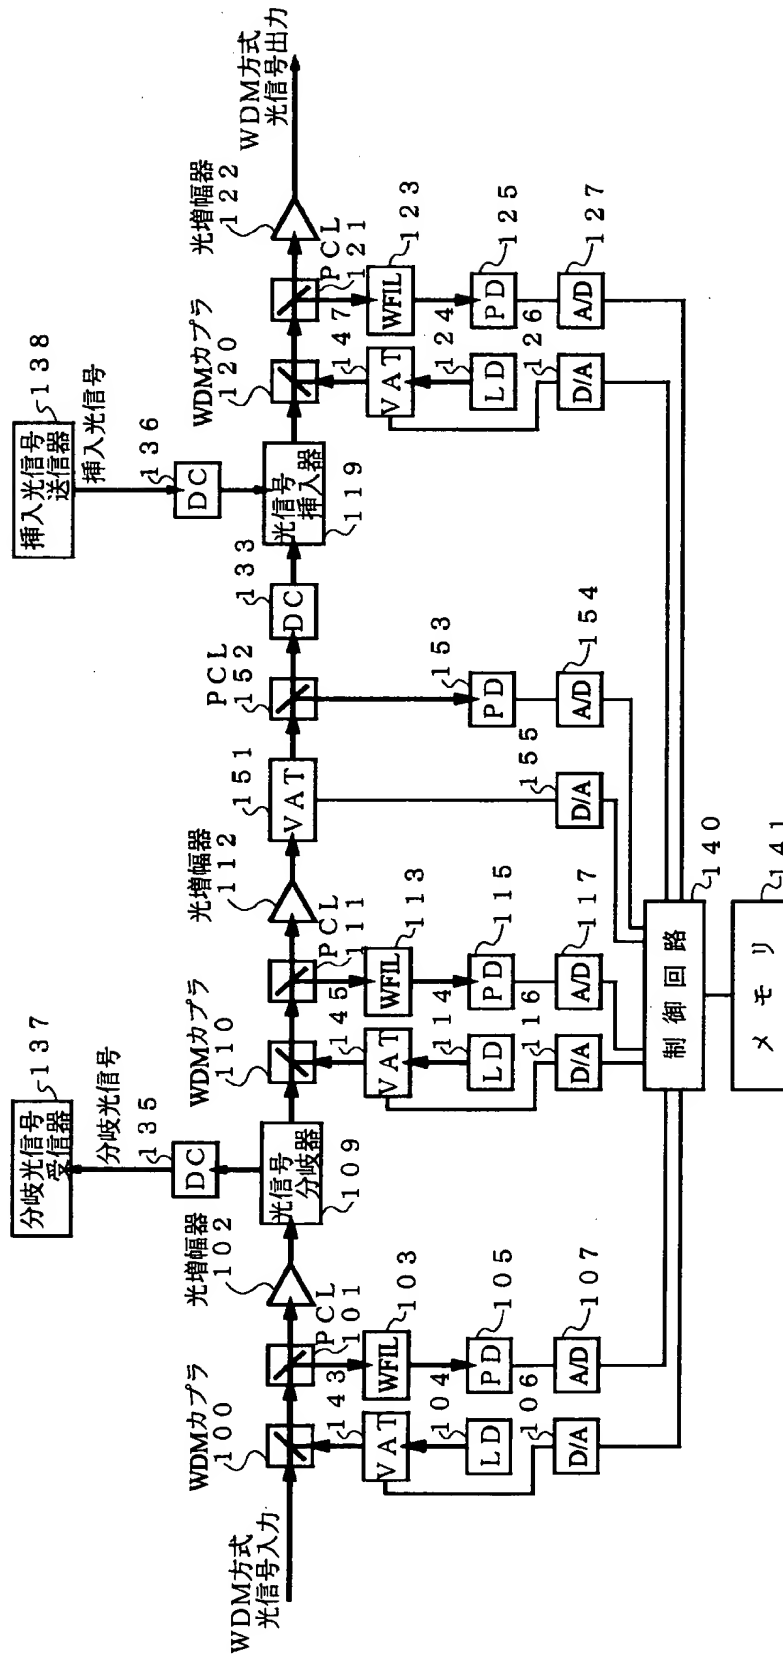 WDM方式
光信号入力
WDMカプラ
100
PCL
101
光増幅器
102
光信号
分岐器
109
DC
135
分岐光信号
分岐光信号
受信器
137
VAT
143
WFIL
103
LD
104
PD
105
D/A
106
A/D
107
WDMカプラ
110
PCL
111
光増幅器
112
VAT
145
WFIL
113
LD
114
PD
115
D/A
116
A/D
117
VAT
151
PCL
152
DC
133
PD
153
A/D
154
D/A
155
挿入光信号
送信器
138
挿入光信号
DC
136
光信号
挿入器
119
WDMカプラ
120
PCL
121
光増幅器
122
WDM方式
光信号出力
VAT
147
WFIL
123
LD
124
PD
125
D/A
126
A/D
127
制御回路
140
メモリ
141